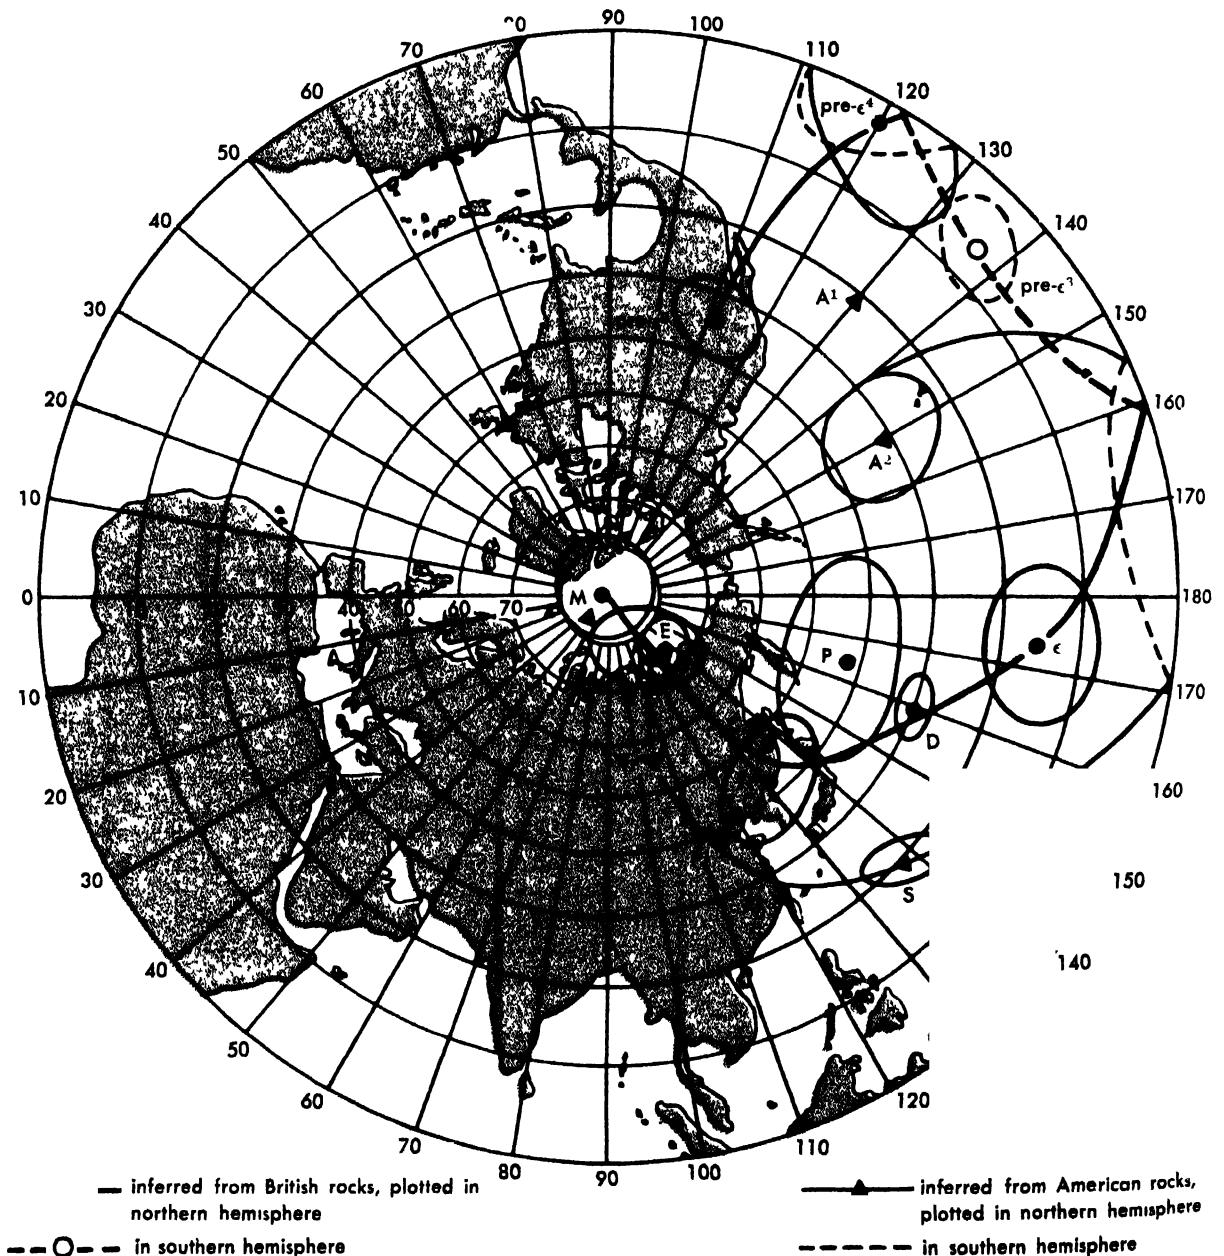 90
100
110
120
130
140
150
160
170
180
170
160
150
140
120
110
100
90
80
70
60
50
40
30
20
10
0
10
20
30
40
50
60
70
pre-ϵ⁴
pre-ϵ³
A¹
A²
M
E
P
ϵ
D
S
40
60
70
inferred from British rocks, plotted in
northern hemisphere
in southern hemisphere
inferred from American rocks,
plotted in northern hemisphere
in southern hemisphere